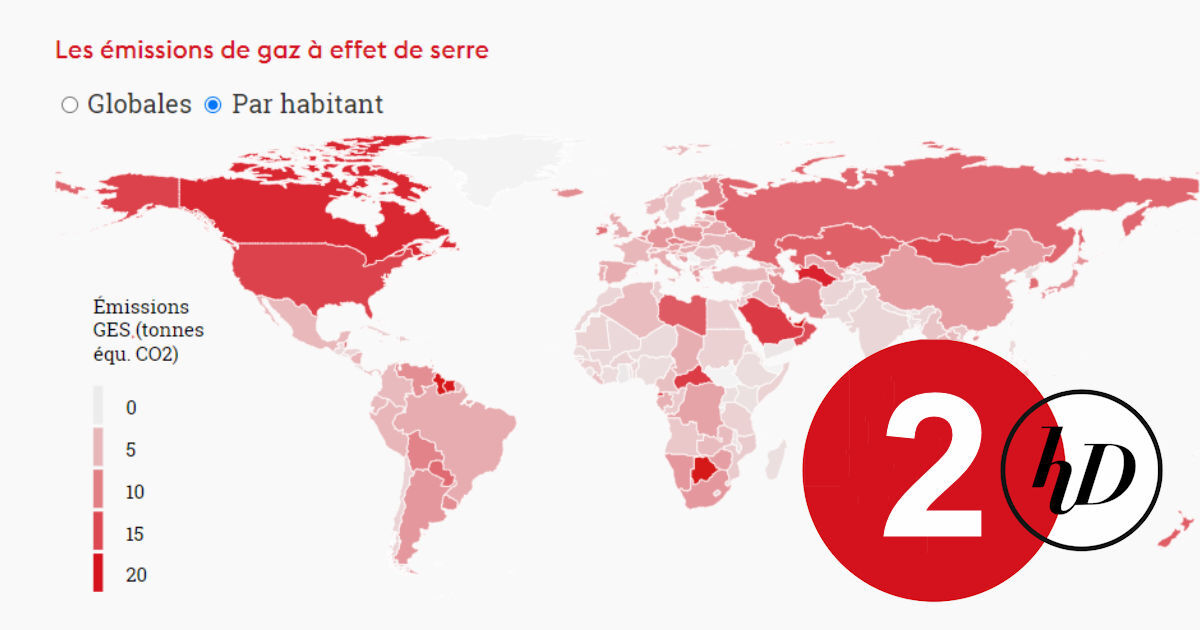 Les émissions de gaz à effet de serre
Globales Par habitant
Émissions
GES,(tonnes
équ. CO2)
0
5
10
15
20
2
hD